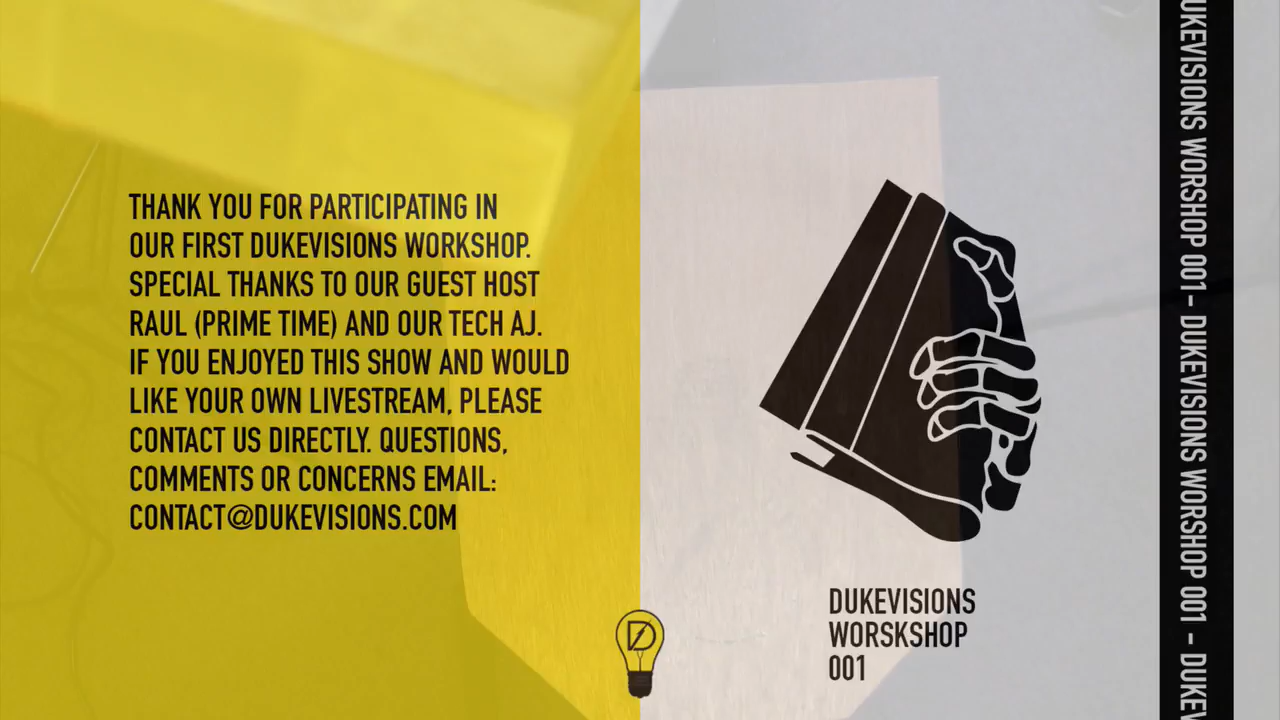 THANK YOU FOR PARTICIPATING IN
OUR FIRST DUKEVISIONS WORKSHOP.
SPECIAL THANKS TO OUR GUEST HOST
RAUL (PRIME TIME) AND OUR TECH AJ.
IF YOU ENJOYED THIS SHOW AND WOULD
LIKE YOUR OWN LIVESTREAM, PLEASE
CONTACT US DIRECTLY. QUESTIONS,
COMMENTS OR CONCERNS EMAIL:
CONTACT@DUKEVISIONS.COM
D
DUKEVISIONS
WORSKSHOP
001
DUKEVISIONS WORSHOP 001- DUKEVISIONS WORSHOP 001 - DUKEV